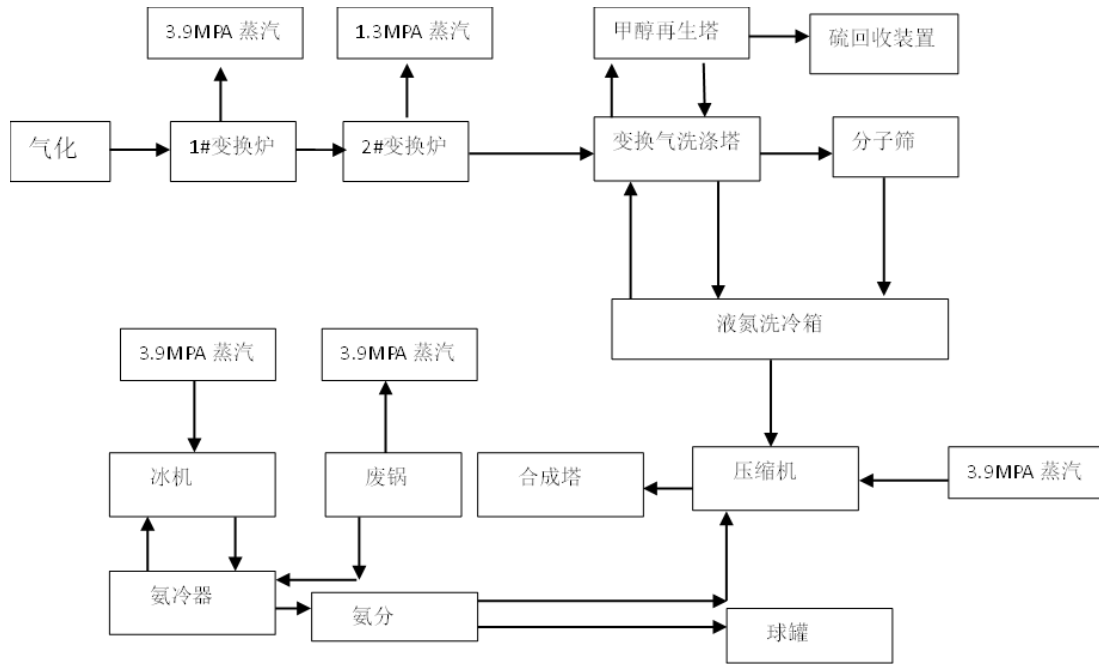 3.9MPA 蒸汽
1.3MPA 蒸汽
甲醇再生塔
硫回收装置
气化
1#变换炉
2#变换炉
变换气洗涤塔
分子筛
液氮洗冷箱
3.9MPA 蒸汽
3.9MPA 蒸汽
冰机
废锅
合成塔
压缩机
3.9MPA 蒸汽
氨冷器
氨分
球罐